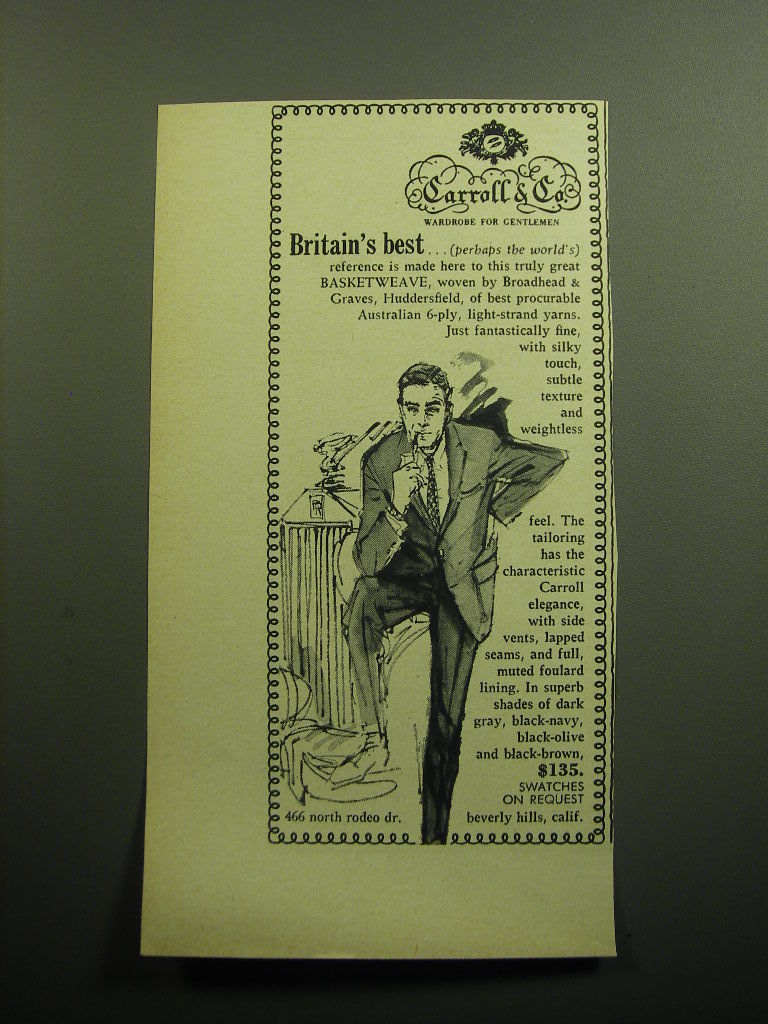 Carroll & Co.
WARDROBE FOR GENTLEMEN
Britain's best . . . (perhaps the world's)
reference is made here to this truly great
BASKETWEAVE, woven by Broadhead &
Graves, Huddersfield, of best procurable
Australian 6-ply, light-strand yarns.
Just fantastically fine,
with silky
touch,
subtle
texture
and
weightless
feel. The
tailoring
has the
characteristic
Carroll
elegance,
with side
vents, lapped
seams, and full,
muted foulard
lining. In superb
shades of dark
gray, black-navy,
black-olive
and black-brown,
$135.
SWATCHES
ON REQUEST
466 north rodeo dr. beverly hills, calif.